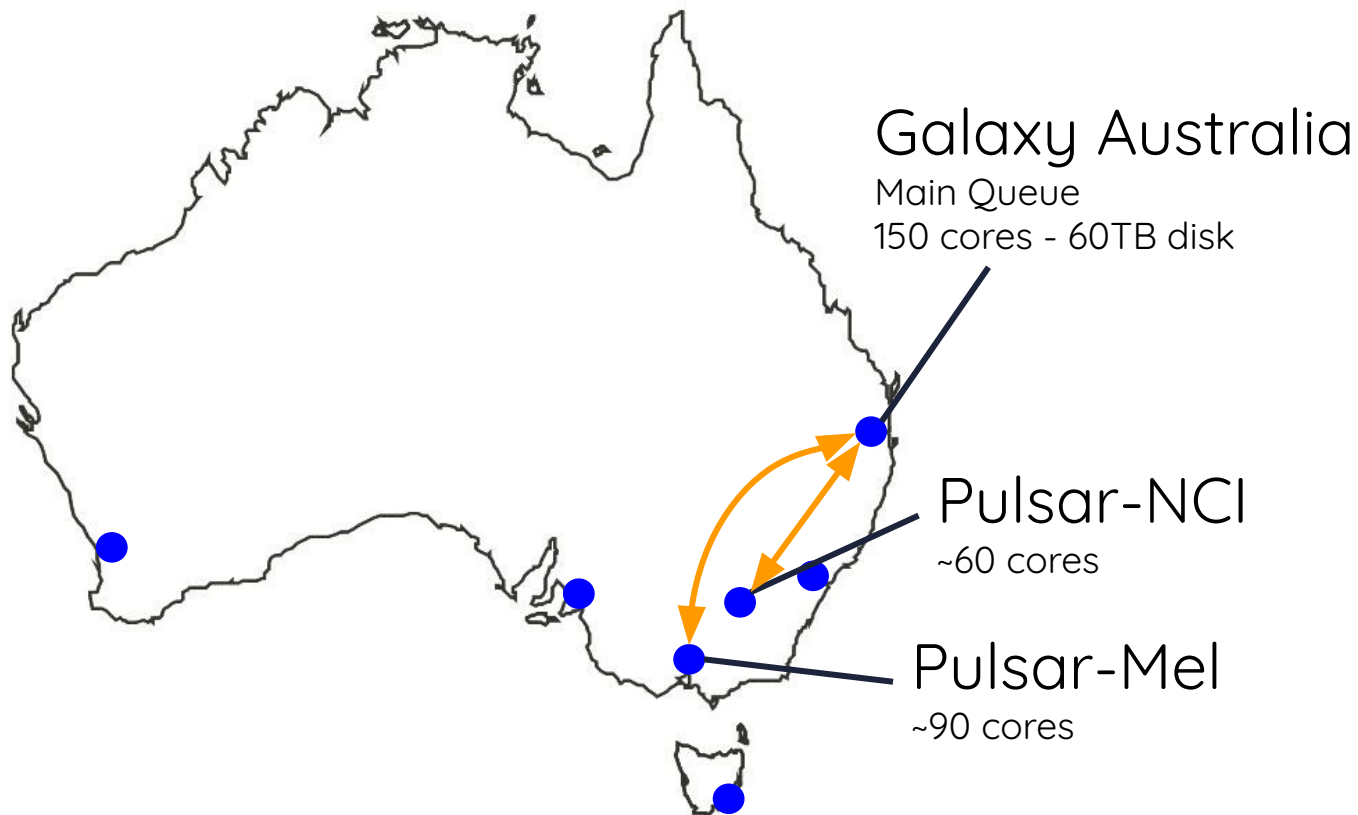 Galaxy Australia
Main Queue
150 cores - 60TB disk
Pulsar-NCI
~60 cores
Pulsar-Mel
~90 cores